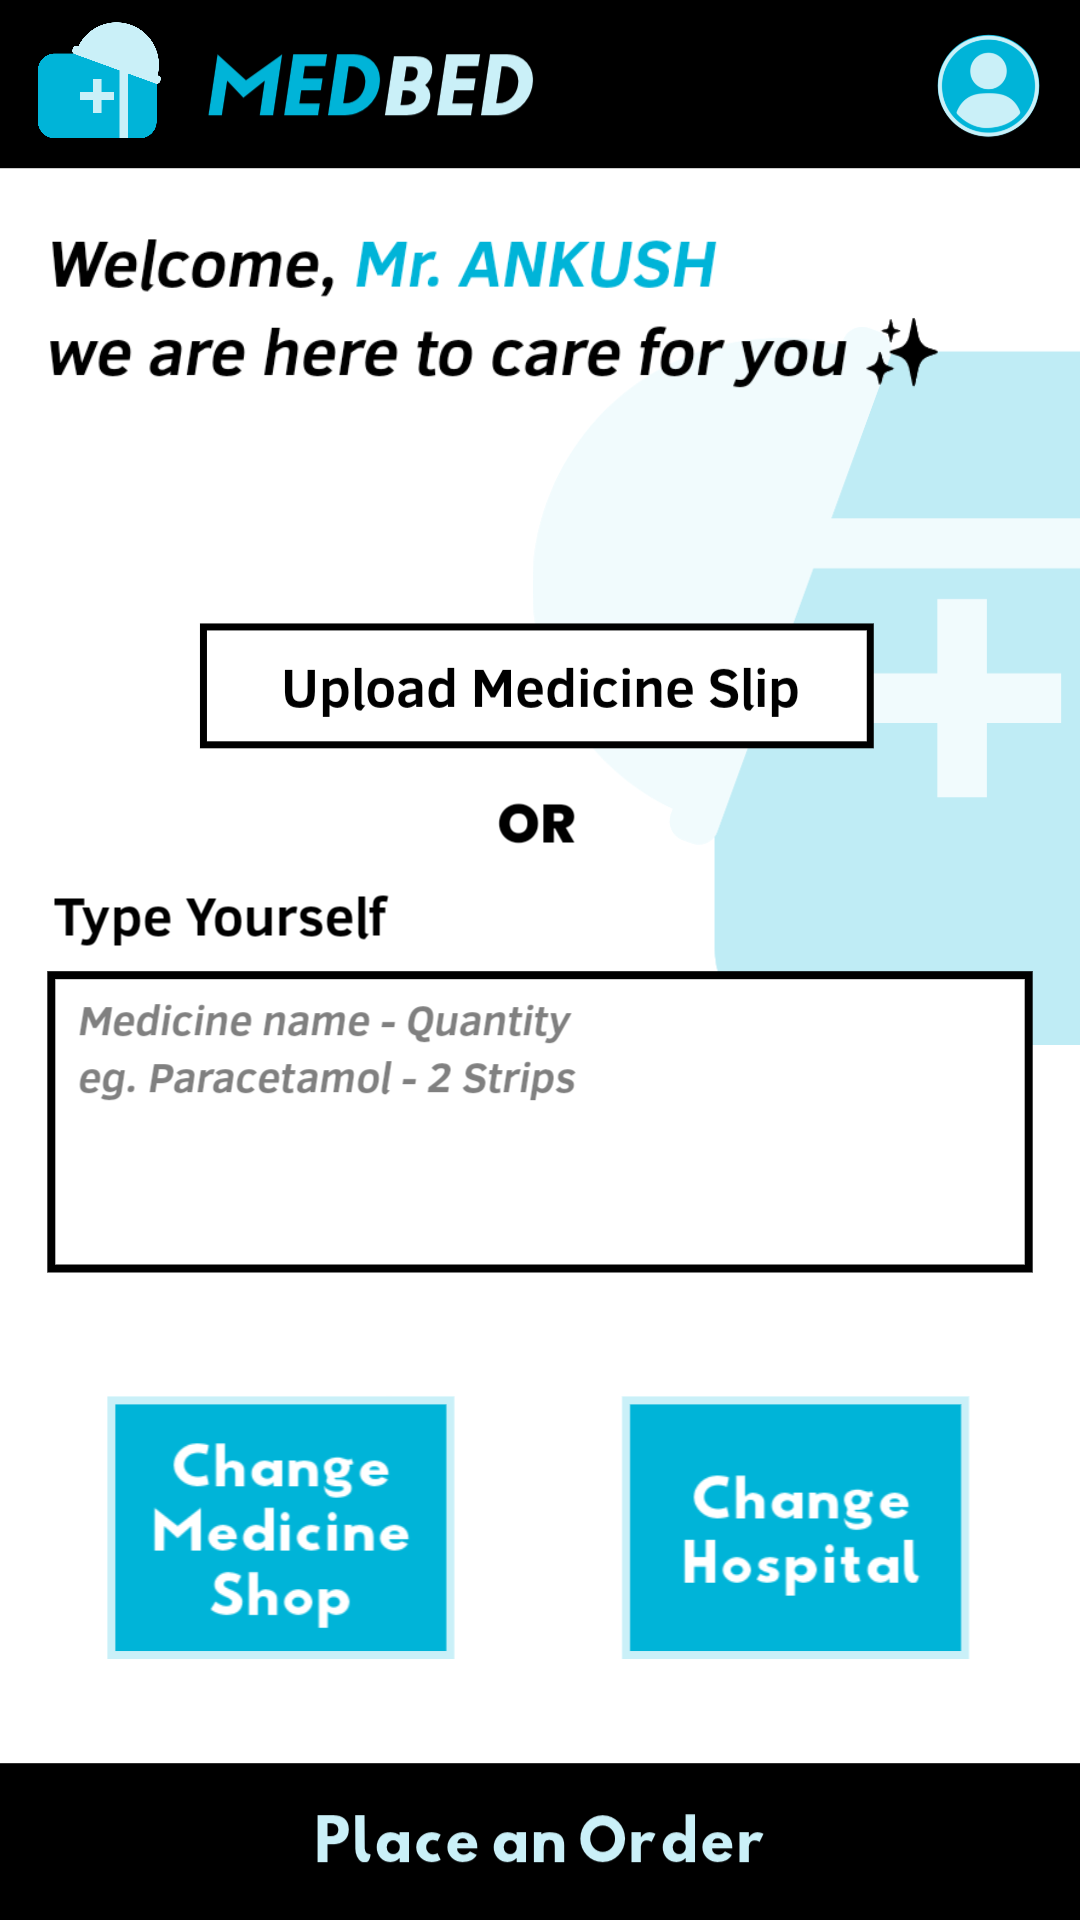 MEDBED
Welcome, Mr. ANKUSH
we are here to care for you ✨
Upload Medicine Slip
OR
Type Yourself
Medicine name - Quantity
eg. Paracetamol - 2 Strips
Change
Medicine
Shop
Change
Hospital
Place an Order